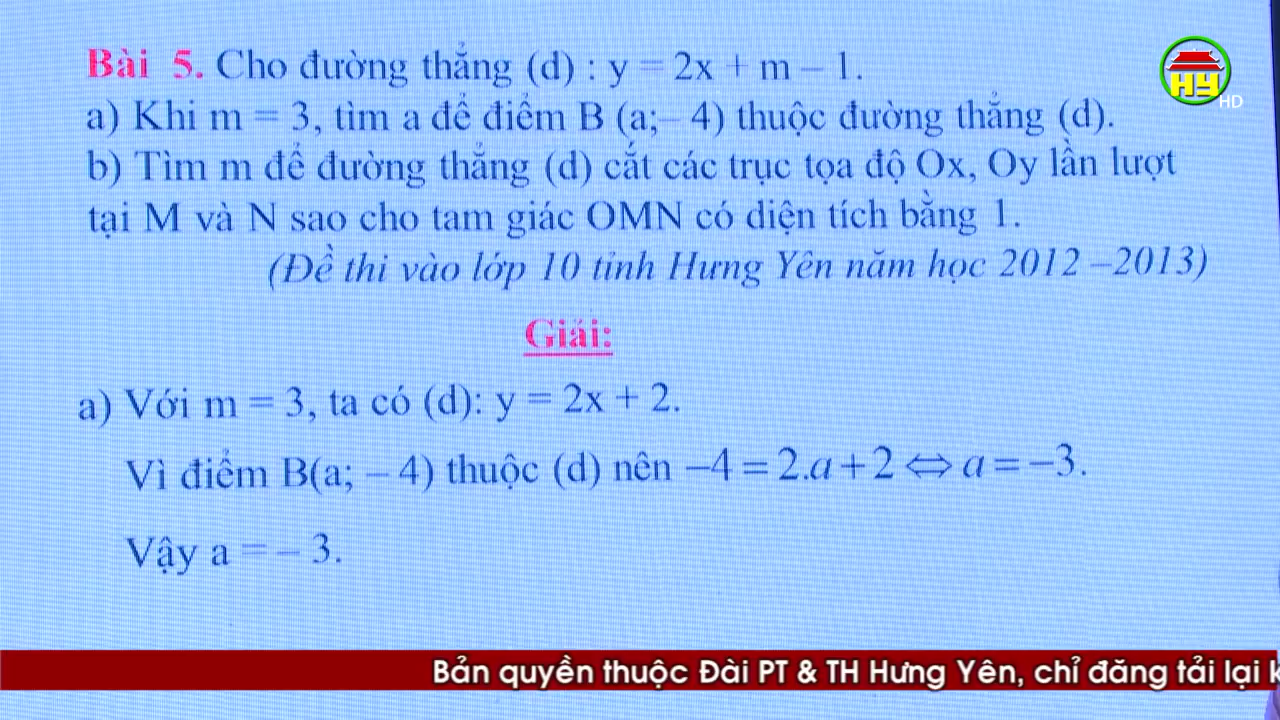 Bài 5. Cho đường thẳng (d) : y = 2x + m – 1.
HY HD
a) Khi m = 3, tìm a để điểm B (a;– 4) thuộc đường thẳng (d).
b) Tìm m để đường thẳng (d) cắt các trục tọa độ Ox, Oy lần lượt
tại M và N sao cho tam giác OMN có diện tích bằng 1.
(Đề thi vào lớp 10 tỉnh Hưng Yên năm học 2012 –2013)
Giải:
a) Với m = 3, ta có (d): y = 2x + 2.
Vì điểm B(a; – 4) thuộc (d) nên –4 = 2.a + 2 ⇔ a = –3.
Vậy a = – 3.
Bản quyền thuộc Đài PT & TH Hưng Yên, chỉ đăng tải lại k